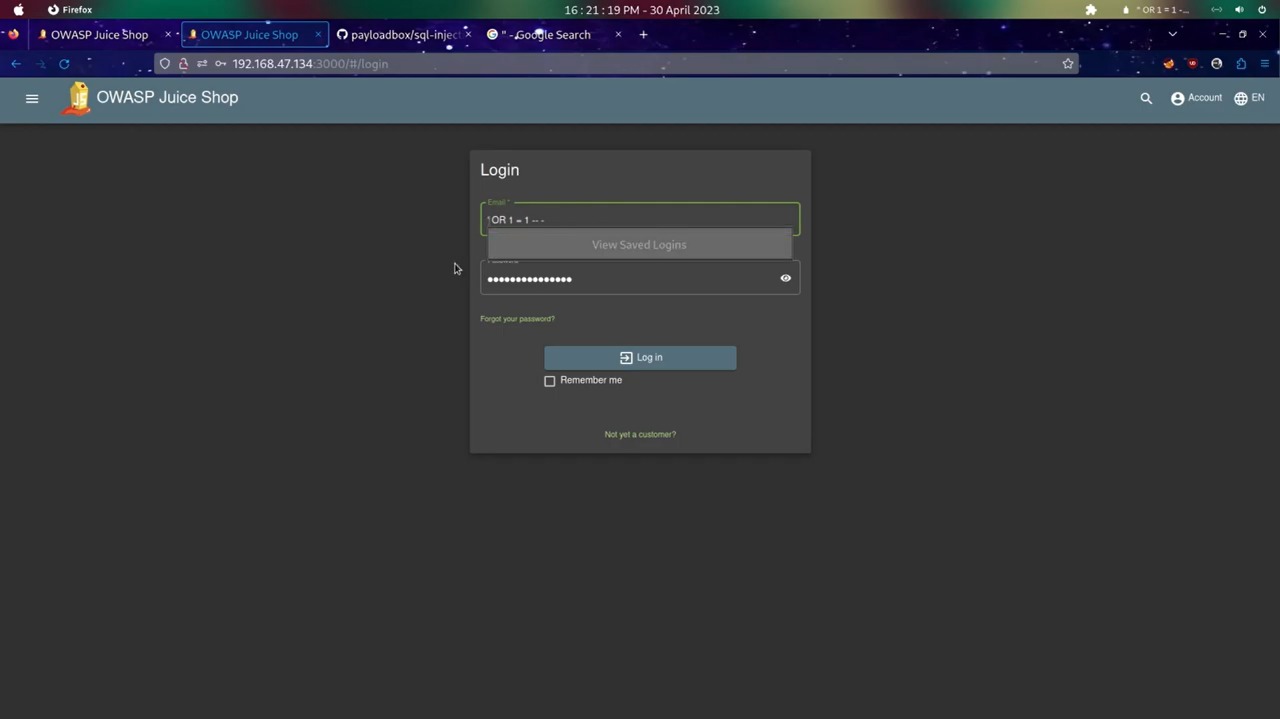 Firefox
16 : 21 : 19 PM - 30 April 2023
" OR 1 = 1 -...
OWASP Juice Shop
OWASP Juice Shop
payloadbox/sql-inject
" - Google Search
192.168.47.134:3000/#/login
OWASP Juice Shop
Account
EN
Login
Email *
OR 1 = 1 -- -
View Saved Logins
Password
•••••••••••••••
Forgot your password?
Log in
Remember me
Not yet a customer?